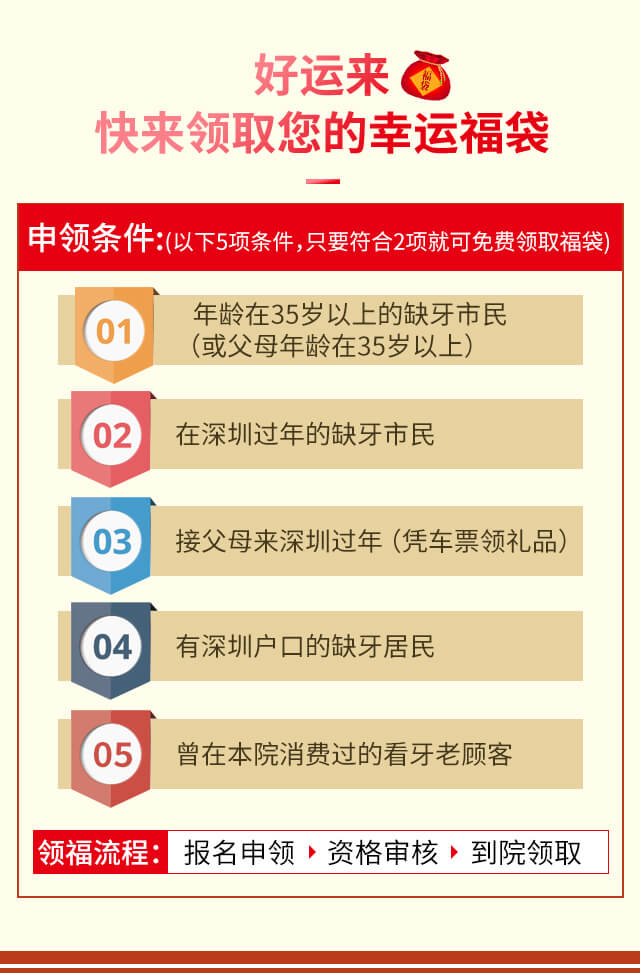 好运来
福袋
快来领取您的幸运福袋
申领条件:(以下5项条件,只要符合2项就可免费领取福袋)
01
年龄在35岁以上的缺牙市民
(或父母年龄在35岁以上)
02
在深圳过年的缺牙市民
03
接父母来深圳过年(凭车票领礼品)
04
有深圳户口的缺牙居民
05
曾在本院消费过的看牙老顾客
领福流程: 报名申领 资格审核 到院领取